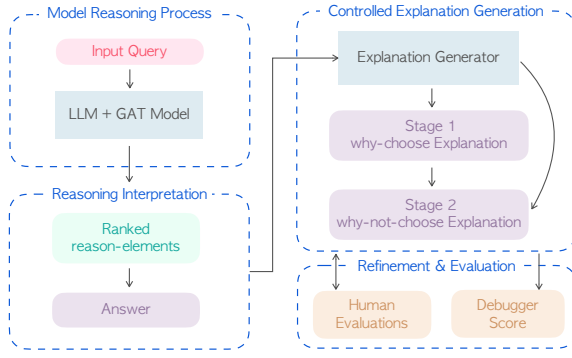 Model Reasoning Process
Input Query
LLM + GAT Model
Reasoning Interpretation
Ranked
reason-elements
Answer
Controlled Explanation Generation
Explanation Generator
Stage 1
why-choose Explanation
Stage 2
why-not-choose Explanation
Refinement & Evaluation
Human
Evaluations
Debugger
Score